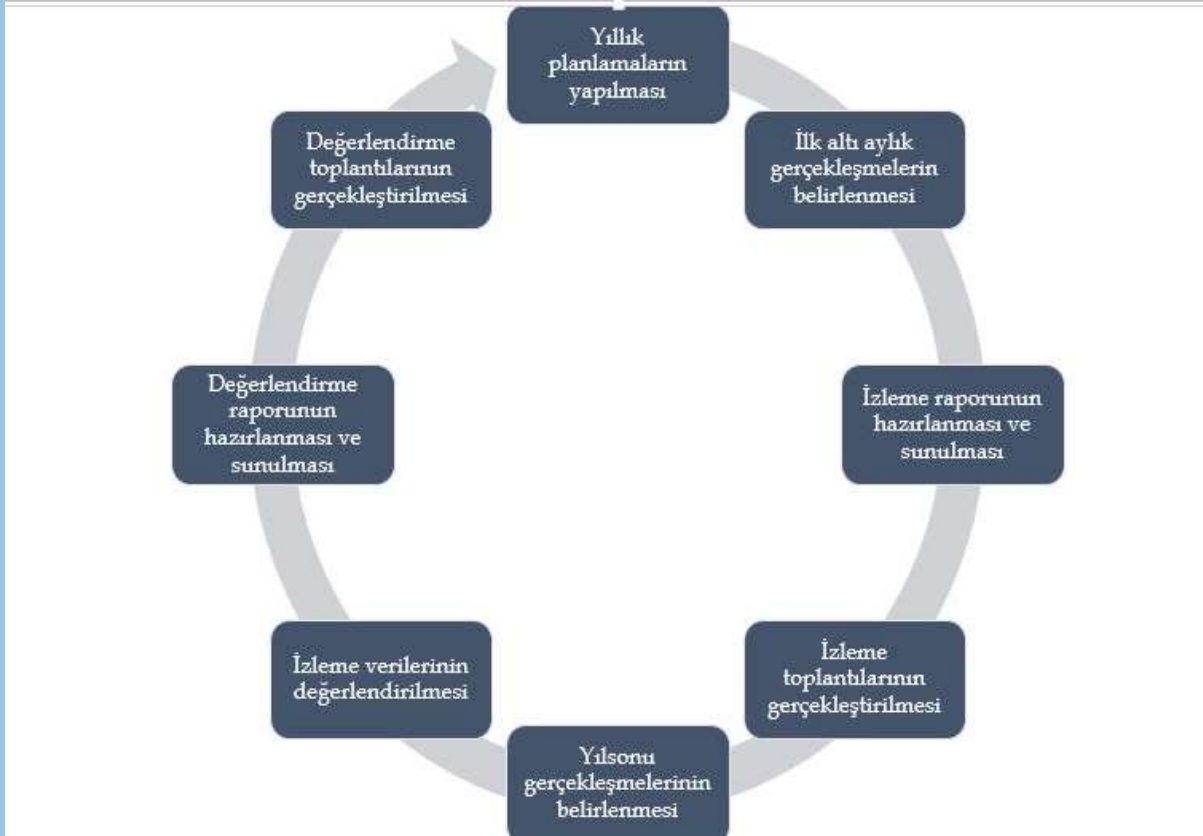 Yıllık
planlamaların
yapılması
İlk altı aylık
gerçekleşmelerin
belirlenmesi
İzleme raporunun
hazırlanması ve
sunulması
İzleme
toplantılarının
gerçekleştirilmesi
Yılsonu
gerçekleşmelerinin
belirlenmesi
İzleme verilerinin
değerlendirilmesi
Değerlendirme
raporunun
hazırlanması ve
sunulması
Değerlendirme
toplantılarının
gerçekleştirilmesi